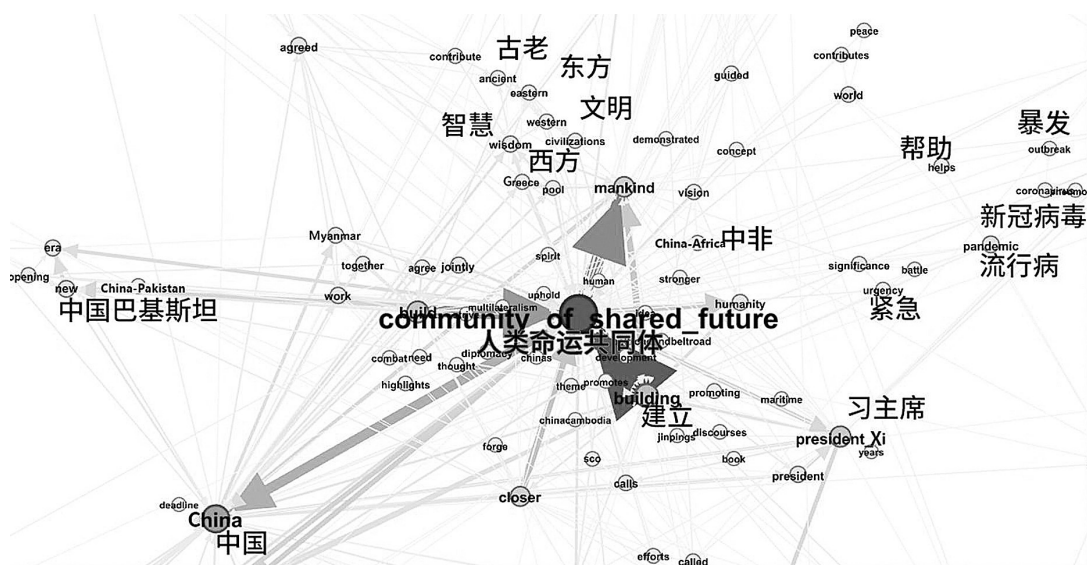 peace
agreed
contribute
古老
contributes
东方
ancient
guided
eastern
world
文明
智慧
western
暴发
wisdom
civilizations
demonstrated
帮助
outbreak
西方
concept
helps
Greece
pool
mankind
vision
coronavirus
新冠病毒
Myanmar
China-Africa
中非
pandemic
era
spirit
流行病
together
agree
jointly
significance
battle
opening
new
China-Pakistan
human
stronger
urgency
中国巴基斯坦
work
uphold
humanity
紧急
build
multilateralism
idea
community_of_shared_future
人类命运共同体
combat
need
diplomacy
chinas
development
thought
highlights
theme
promotes
promoting
building
maritime
建立
习主席
chinacambodia
jinpings
discourses
president_Xi
forge
years
sco
book
calls
president
closer
deadline
China
中国
efforts
called